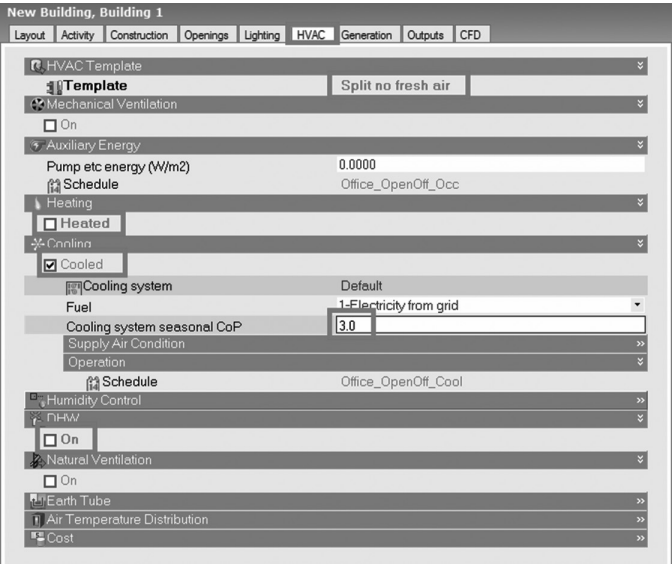 New Building, Building 1
Layout Activity Construction Openings Lighting HVAC Generation Outputs CFD
HVAC Template
Template Split no fresh air
Mechanical Ventilation
On
Auxiliary Energy
Pump etc energy (W/m2) 0.0000
Schedule Office_OpenOff_Occ
Heating
Heated
Cooling
Cooled
Cooling system Default
Fuel 1-Electricity from grid
Cooling system seasonal CoP 3.0
Supply Air Condition
Operation
Schedule Office_OpenOff_Cool
Humidity Control
DHW
On
Natural Ventilation
On
Earth Tube
Air Temperature Distribution
Cost